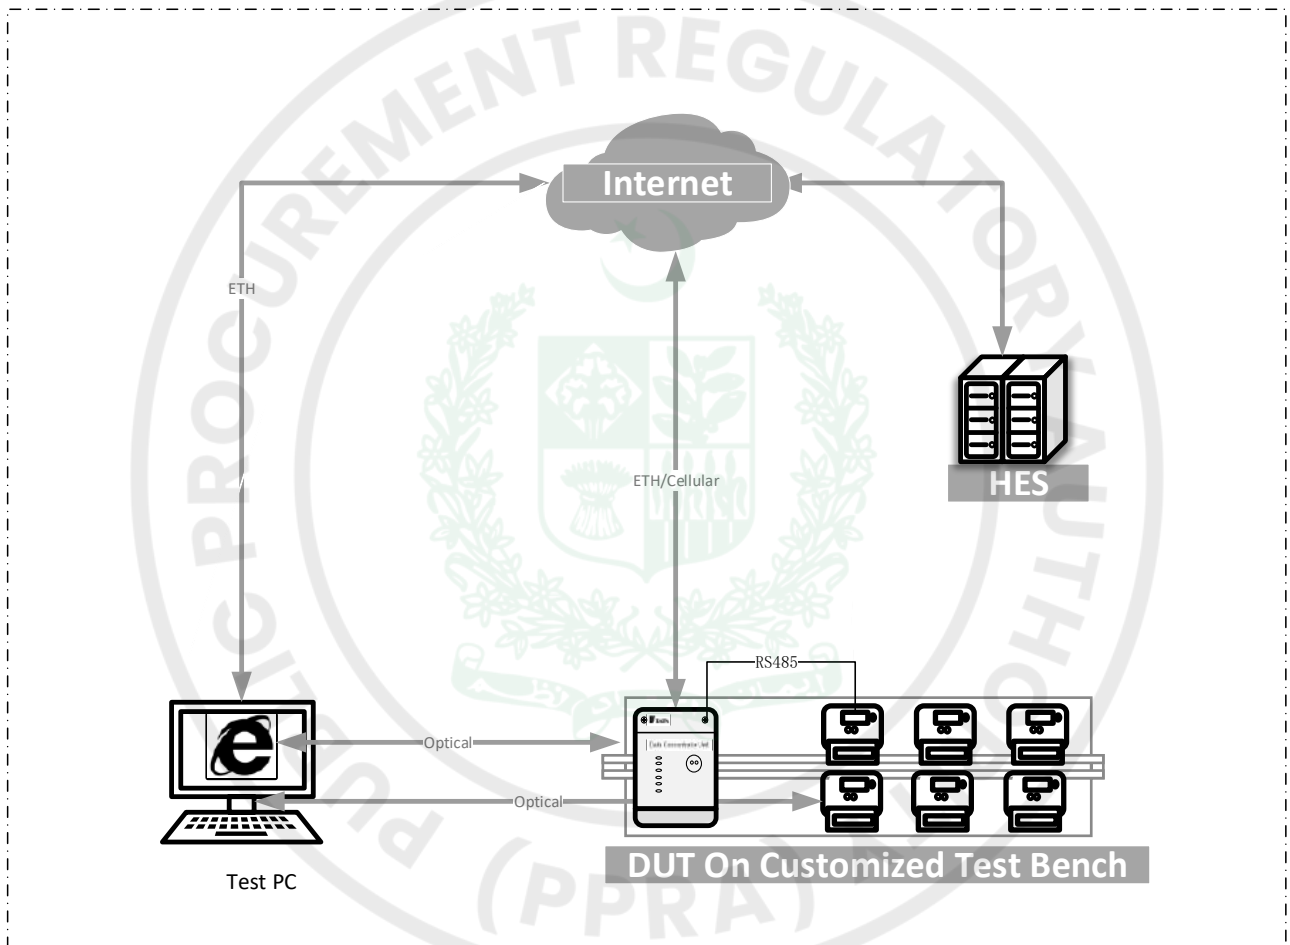 PUBLIC PROCUREMENT REGULATORY AUTHORITY
(PPRA)
Internet
ETH
HES
ETH/Cellular
RS485
Optical
Optical
DUT On Customized Test Bench
Test PC